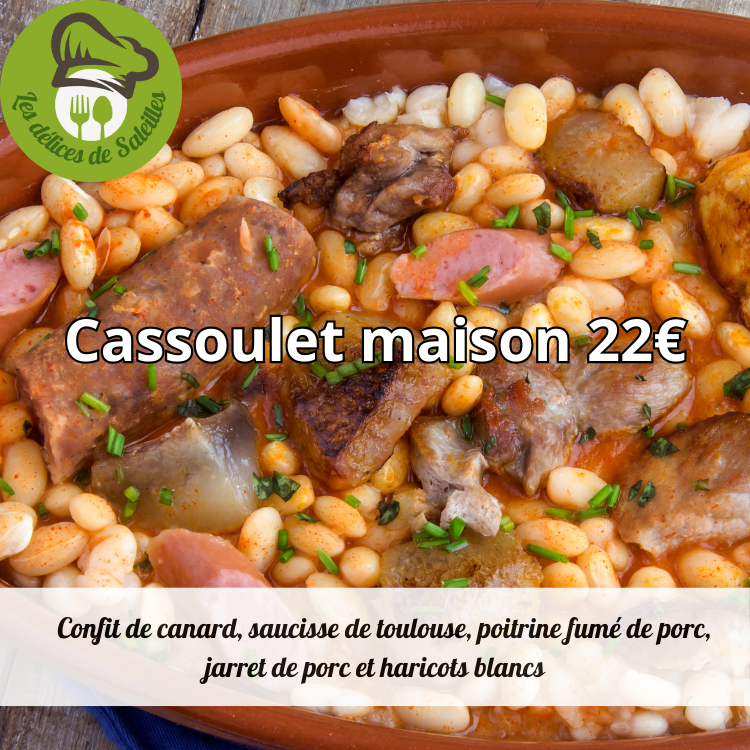 Les délices de Saleilles
Cassoulet maison 22€
Confit de canard, saucisse de toulouse, poitrine fumé de porc,
jarret de porc et haricots blancs